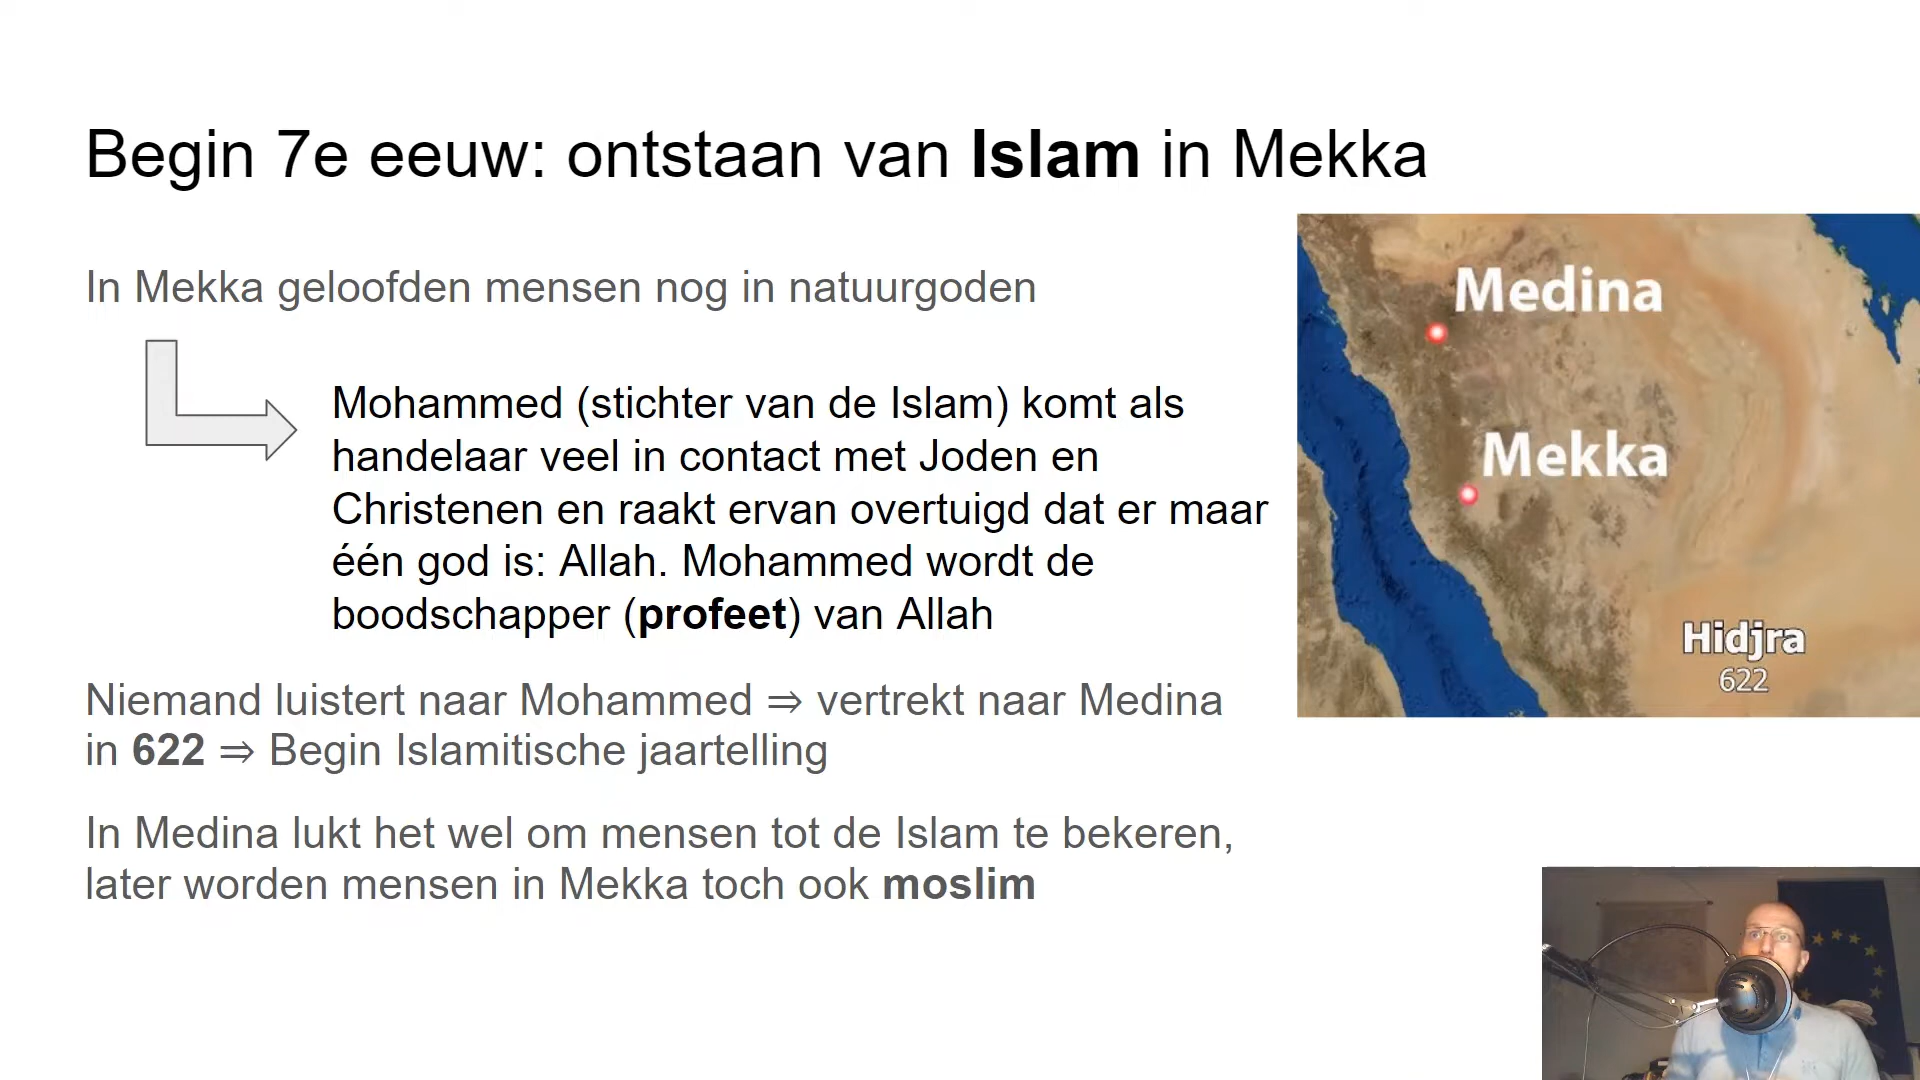 Begin 7e eeuw: ontstaan van Islam in Mekka
In Mekka geloofden mensen nog in natuurgoden
Mohammed (stichter van de Islam) komt als
handelaar veel in contact met Joden en
Christenen en raakt ervan overtuigd dat er maar
één god is: Allah. Mohammed wordt de
boodschapper (profeet) van Allah
Niemand luistert naar Mohammed ⇒ vertrekt naar Medina
in 622 ⇒ Begin Islamitische jaartelling
In Medina lukt het wel om mensen tot de Islam te bekeren,
later worden mensen in Mekka toch ook moslim
Medina
Mekka
Hidjra
622